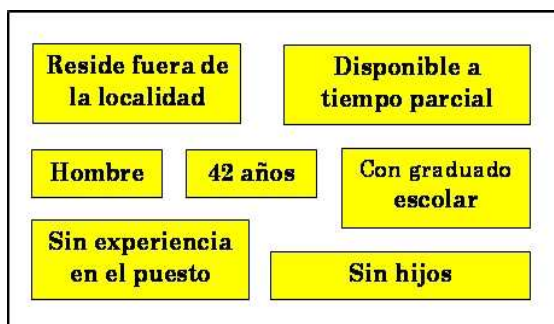 Reside fuera de
la localidad
Disponible a
tiempo parcial
Hombre
42 años
Con graduado
escolar
Sin experiencia
en el puesto
Sin hijos